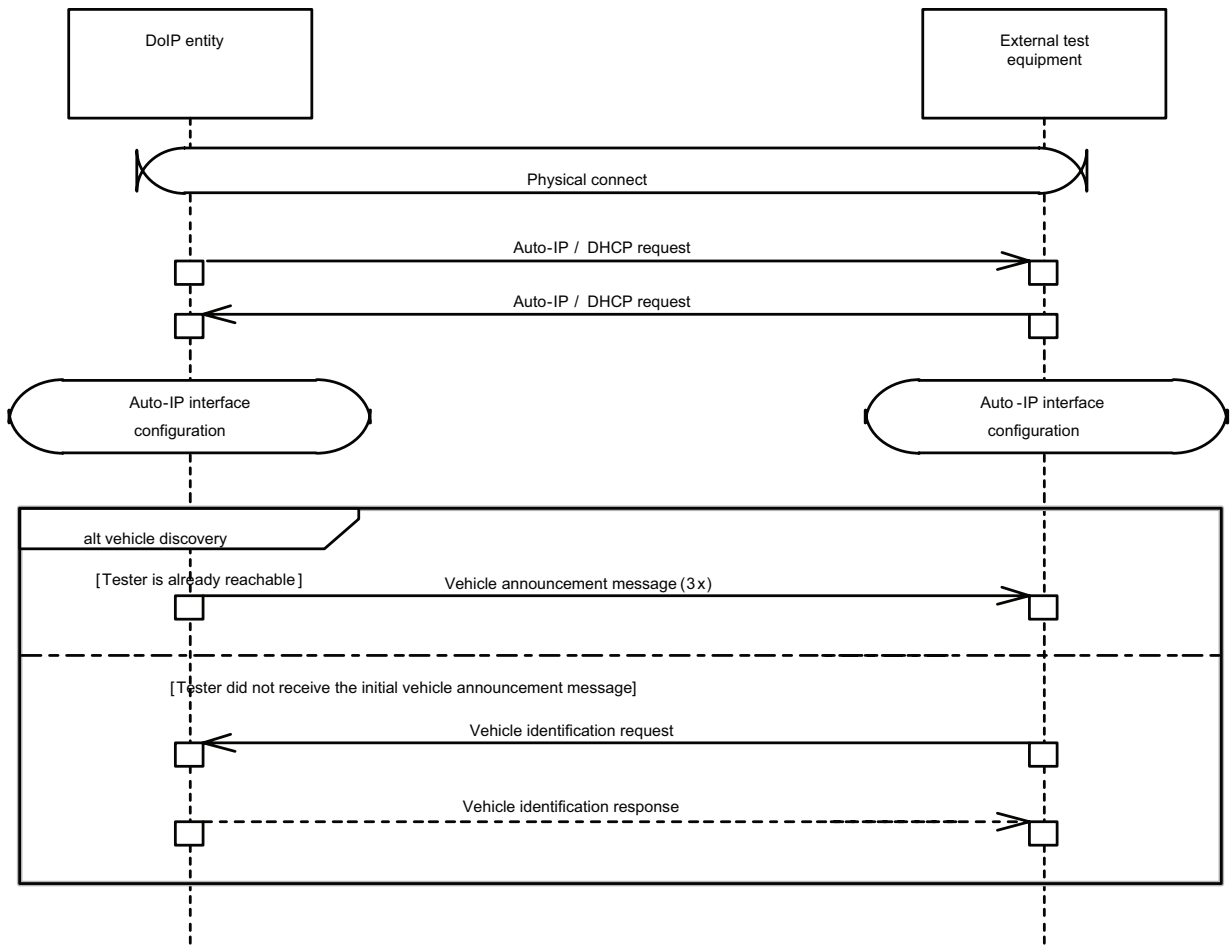 DoIP entity
External test
equipment
Physical connect
Auto-IP / DHCP request
Auto-IP / DHCP request
Auto-IP interface
configuration
Auto-IP interface
configuration
alt vehicle discovery
[Tester is already reachable]
Vehicle announcement message (3x)
[Tester did not receive the initial vehicle announcement message]
Vehicle identification request
Vehicle identification response